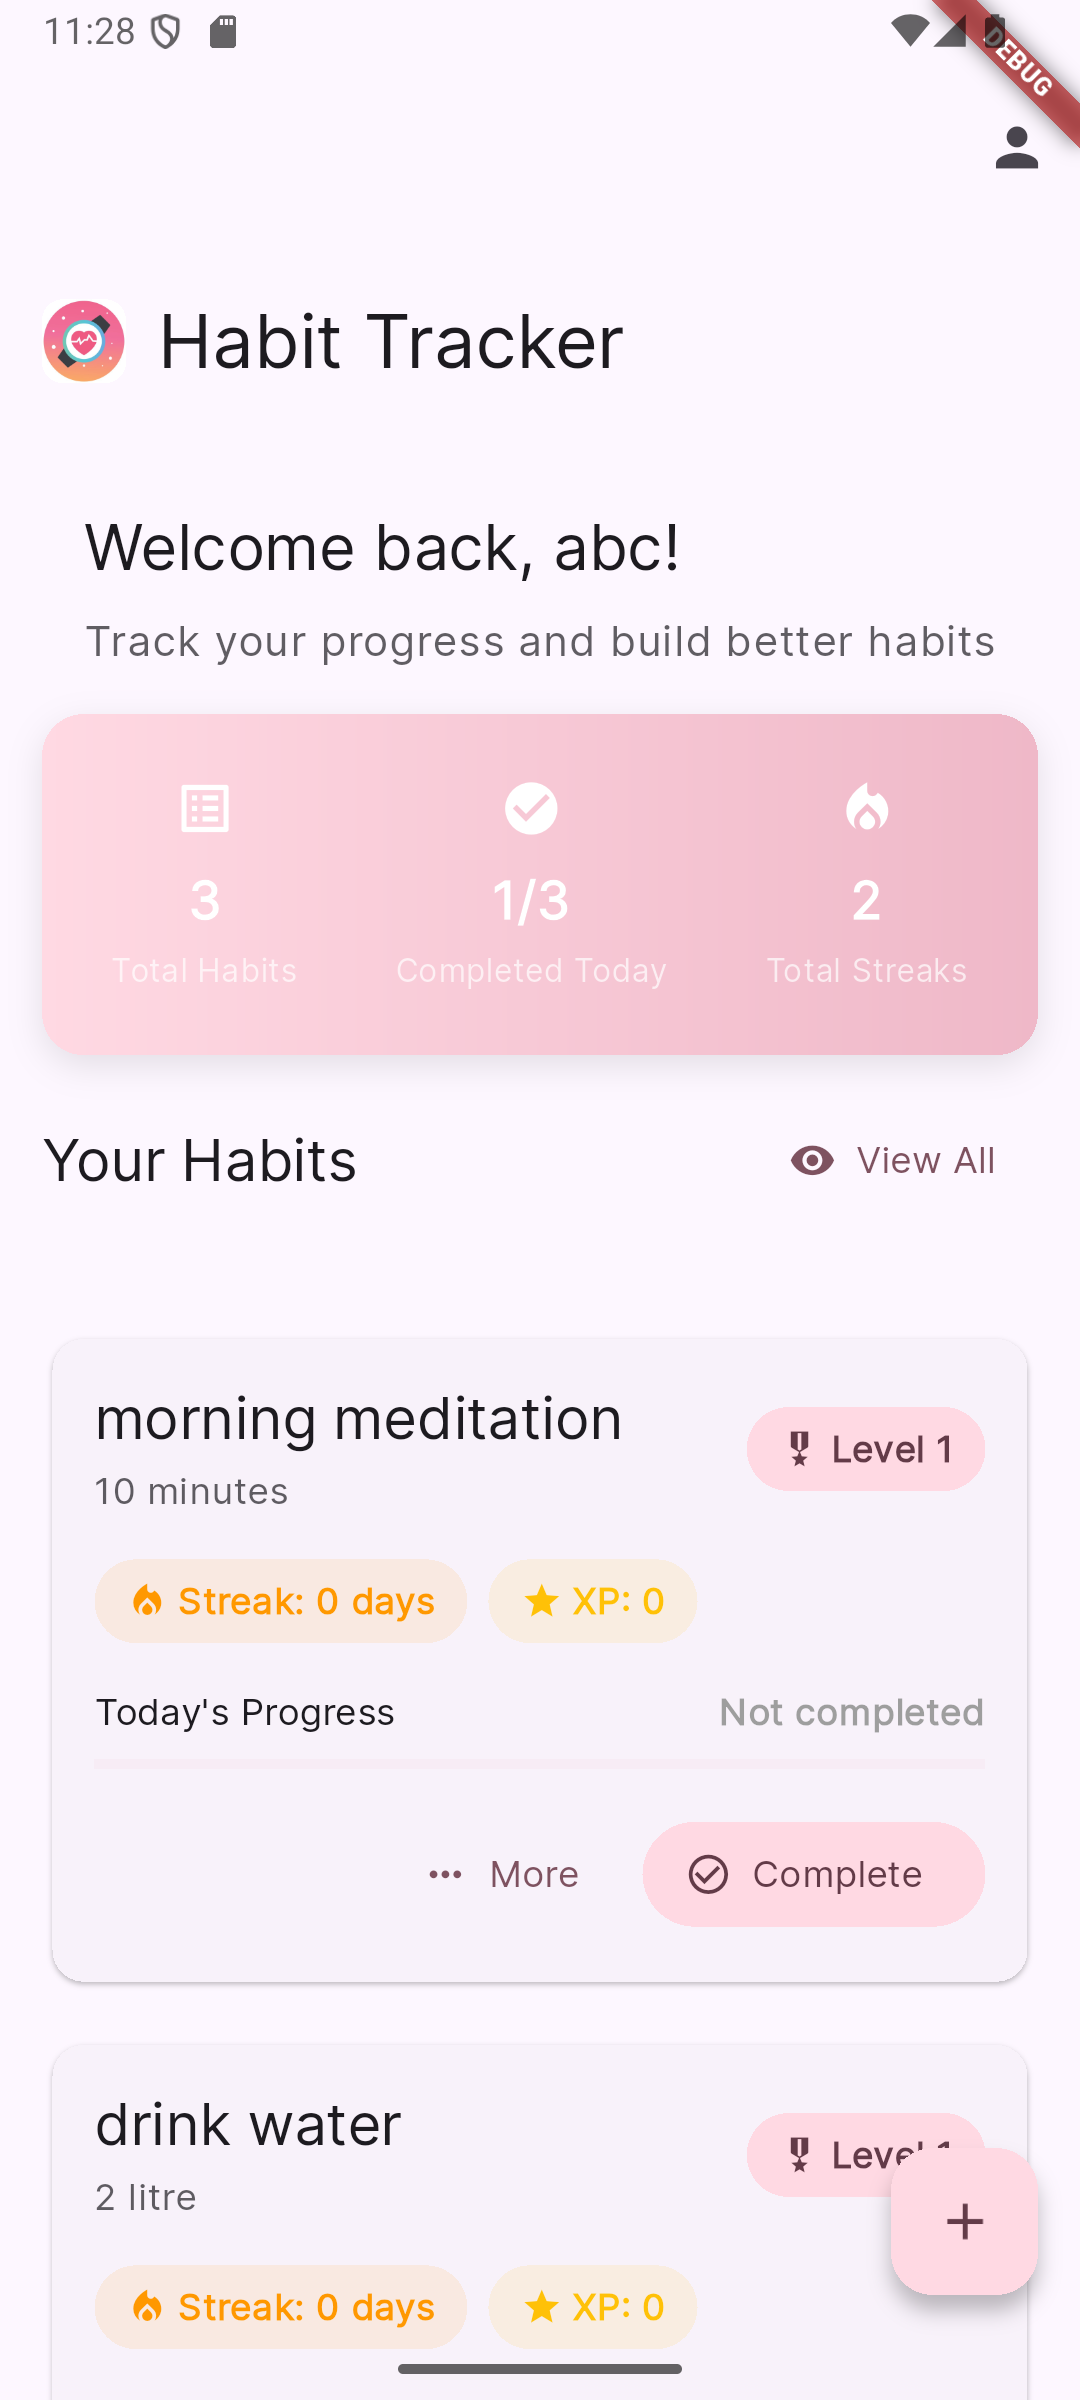 11:28
DEBUG
Habit Tracker
Welcome back, abc!
Track your progress and build better habits
3 1/3 2
Total Habits Completed Today Total Streaks
Your Habits View All
morning meditation
Level 1
10 minutes
Streak: 0 days XP: 0
Today's Progress Not completed
More Complete
drink water
Level 1
2 litre
Streak: 0 days XP: 0